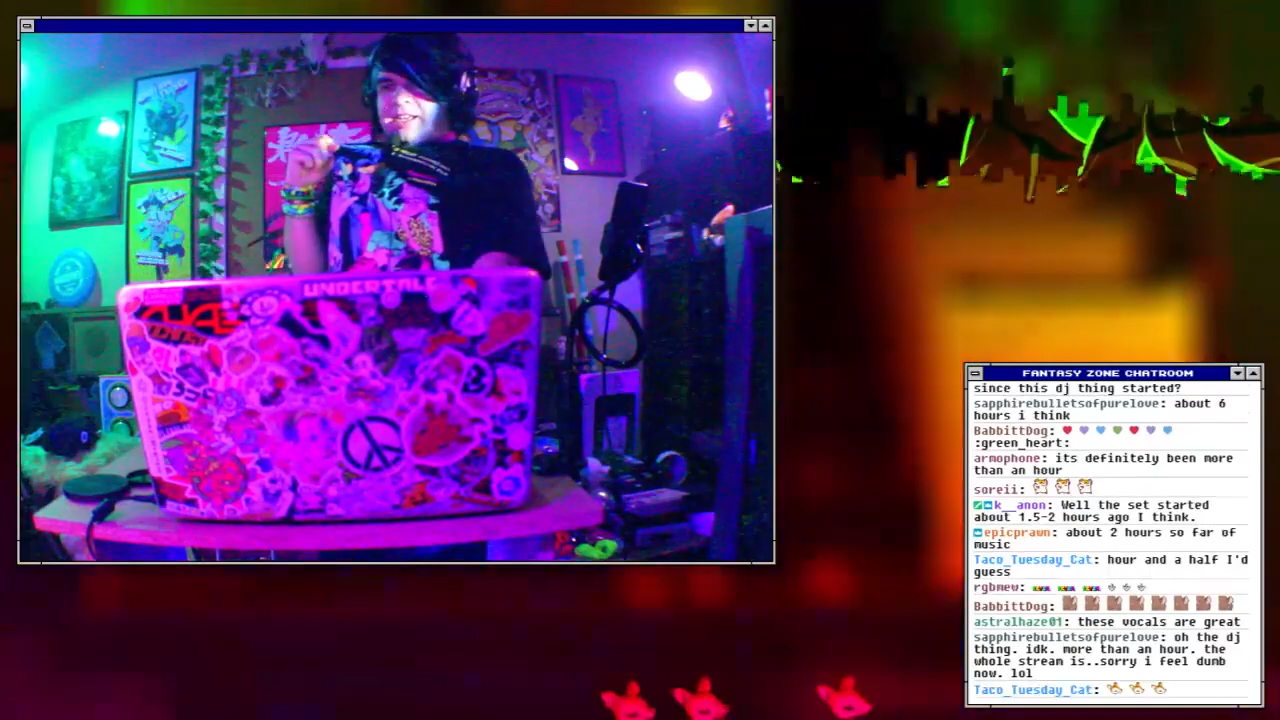 UNDERTALE
FANTASY ZONE CHATROOM
since this dj thing started?
sapphirebulletsofpurelove: about 6
hours i think
BabbittDog:
:green_heart:
armophone: its definitely been more
than an hour
soreii:
k__anon: Well the set started
about 1.5-2 hours ago I think.
epicprawn: about 2 hours so far of
music
Taco_Tuesday_Cat: hour and a half I'd
guess
rgbmew:
BabbittDog:
astralhaze01: these vocals are great
sapphirebulletsofpurelove: oh the dj
thing. idk. more than an hour. the
whole stream is..sorry i feel dumb
now. lol
Taco_Tuesday_Cat: